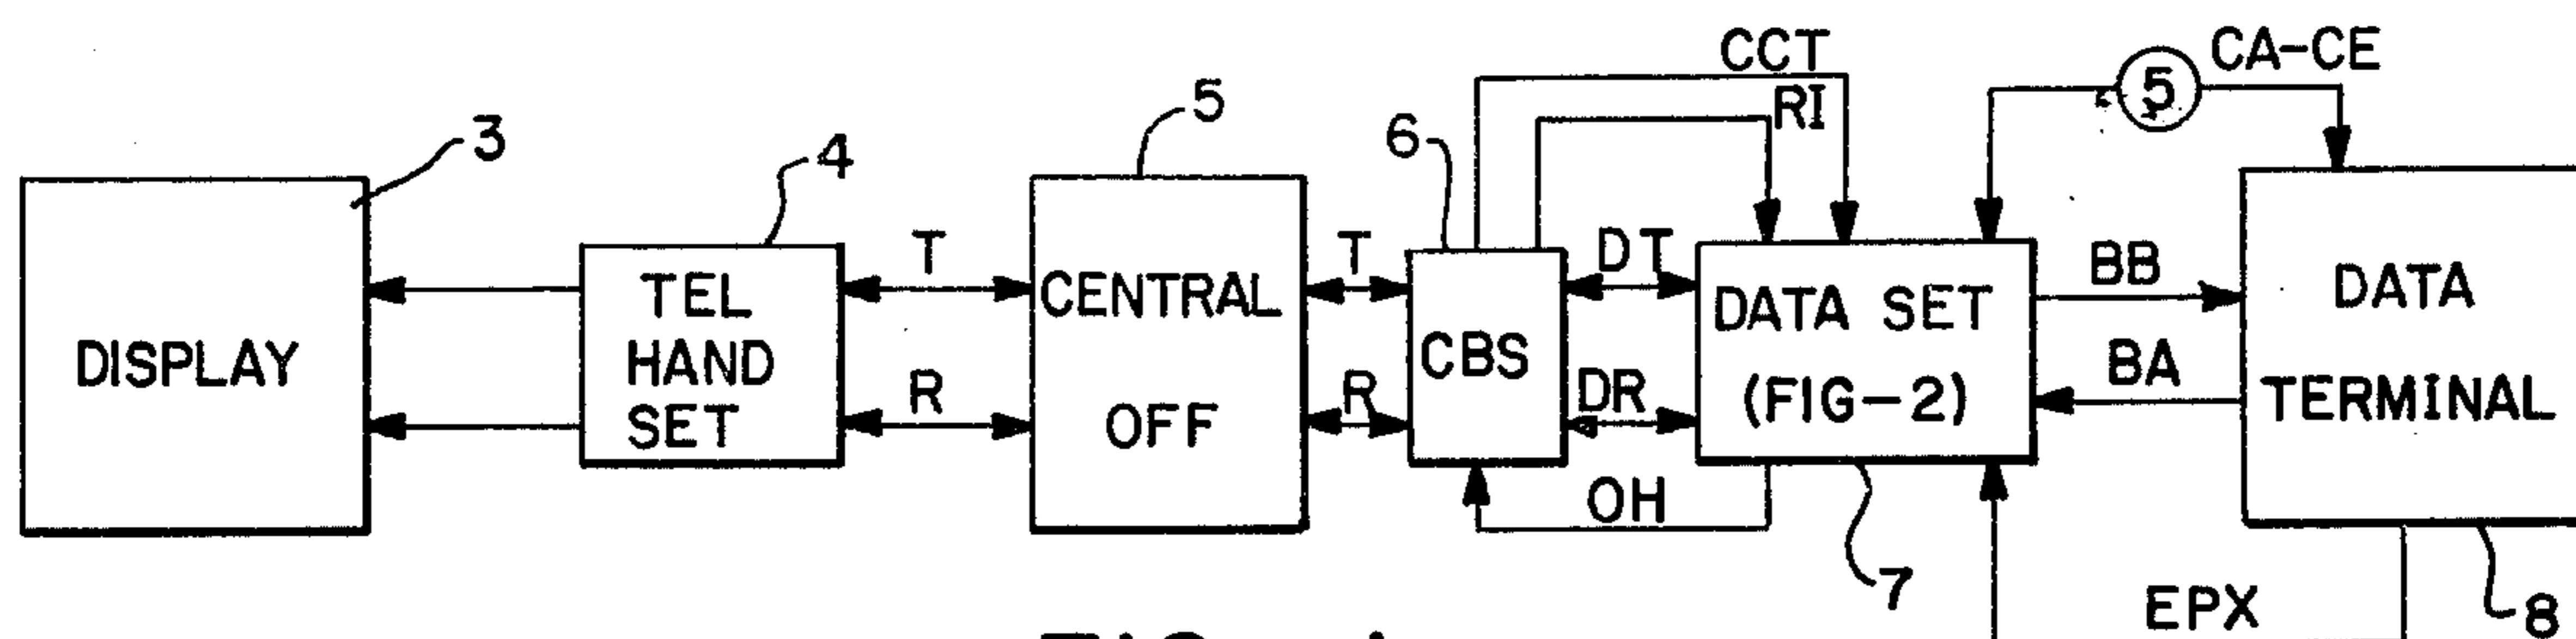 CCT
RI
5
CA-CE
3
4
5
6
DISPLAY
TEL
HAND
SET
T
R
CENTRAL
OFF
T
R
CBS
DT
DR
OH
DATA SET
(FIG-2)
BB
BA
DATA
TERMINAL
7
EPX
8